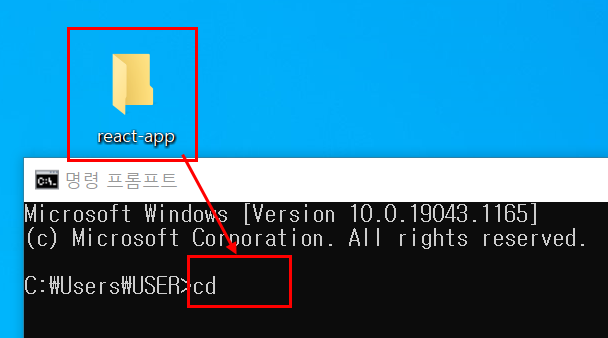 react-app
명령 프롬프트
Microsoft Windows [Version 10.0.19043.1165]
(c) Microsoft Corporation. All rights reserved.
C:₩Users₩USER>cd